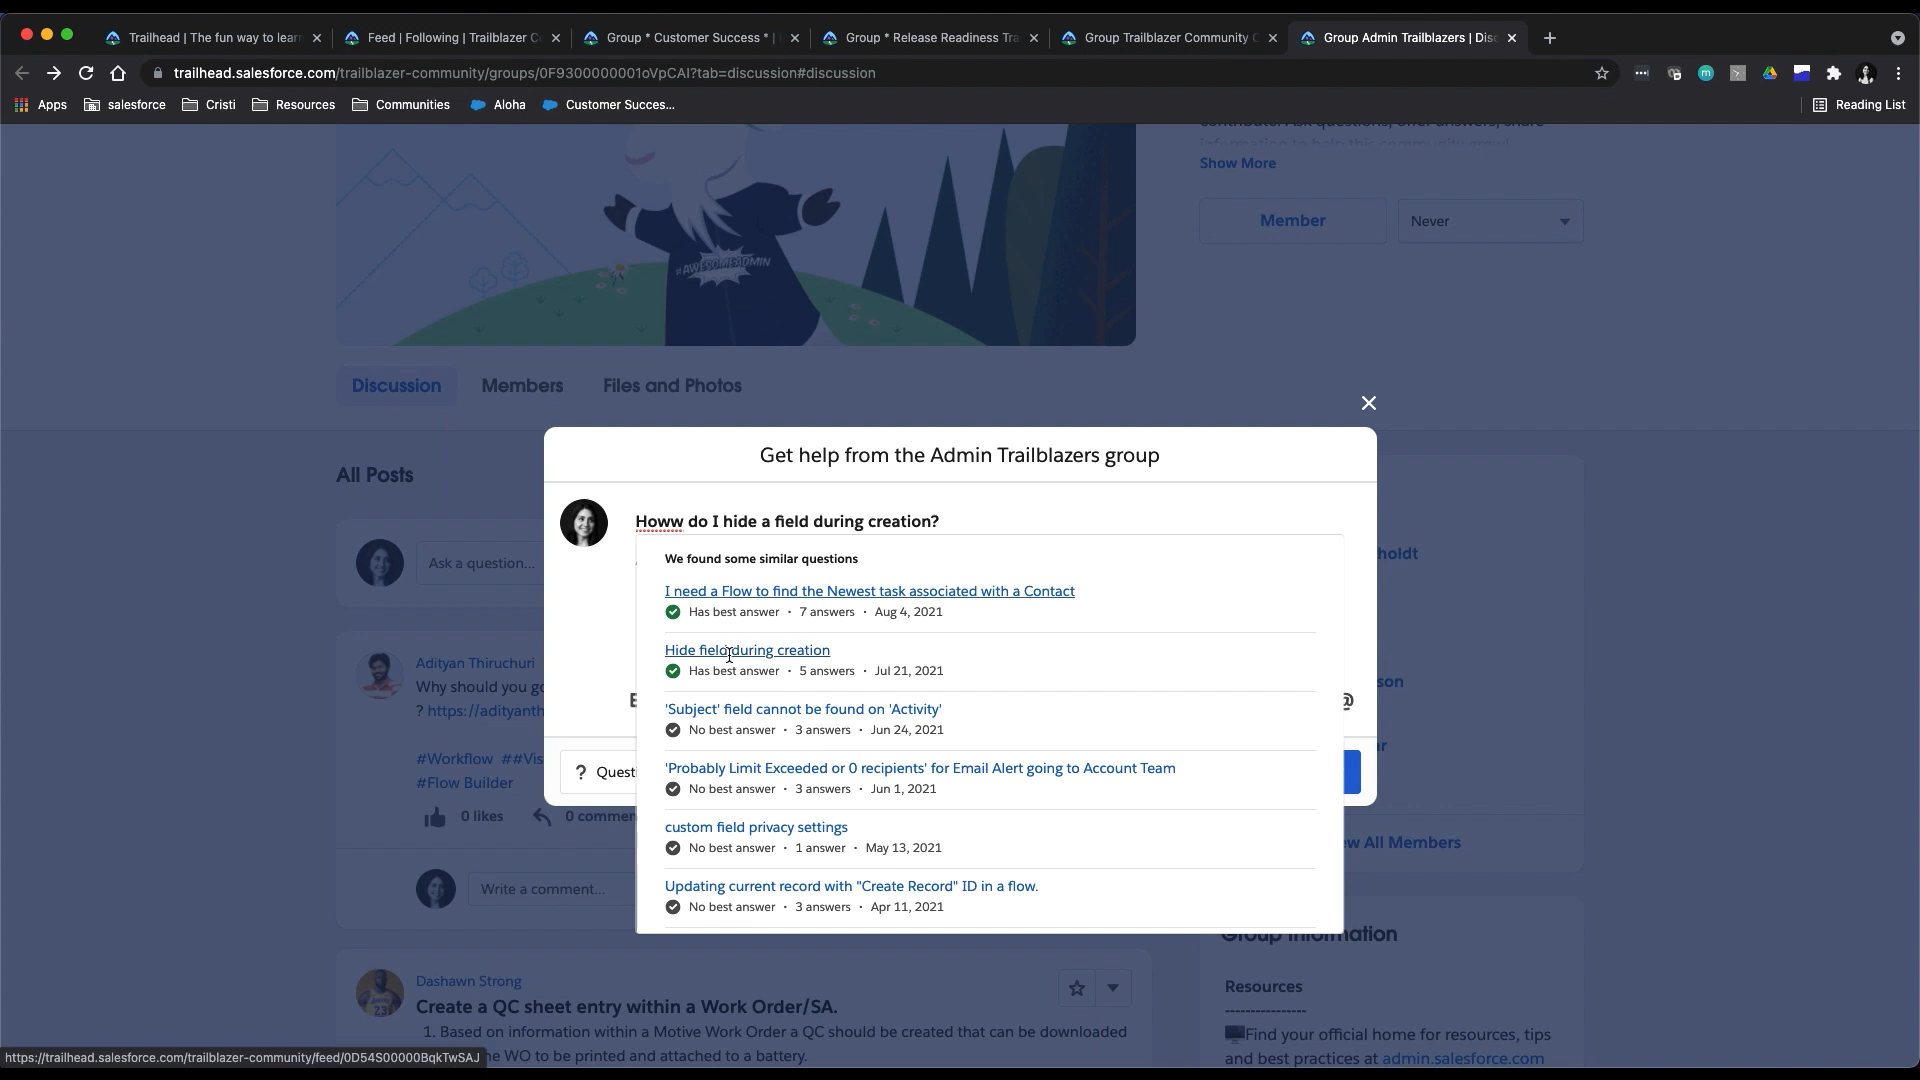 Trailhead | The fun way to lear
Feed | Following | Trailblazer C
Group * Customer Success * |
Group * Release Readiness Tra
Group Trailblazer Community C
Group Admin Trailblazers | Disc
trailhead.salesforce.com/trailblazer-community/groups/0F9300000001oVpCAI?tab=discussion#discussion
Apps
salesforce
Cristi
Resources
Communities
Aloha
Customer Succes...
Reading List
Show More
Member
Never
#AWESOMEADMIN
Discussion
Members
Files and Photos
Get help from the Admin Trailblazers group
All Posts
Howw do I hide a field during creation?
We found some similar questions
Ask a question...
I need a Flow to find the Newest task associated with a Contact
Has best answer • 7 answers • Aug 4, 2021
Hide field during creation
Has best answer • 5 answers • Jul 21, 2021
'Subject' field cannot be found on 'Activity'
No best answer • 3 answers • Jun 24, 2021
'Probably Limit Exceeded or 0 recipients' for Email Alert going to Account Team
No best answer • 3 answers • Jun 1, 2021
custom field privacy settings
No best answer • 1 answer • May 13, 2021
Updating current record with "Create Record" ID in a flow.
No best answer • 3 answers • Apr 11, 2021
? Questi
@
Adityan Thiruchuri
Why should you go
? https://adityanth
#Workflow ##Vis
#Flow Builder
0 likes
0 commen
Write a comment...
holdt
son
ar
ew All Members
Group Information
Resources
----------------
Find your official home for resources, tips
and best practices at admin.salesforce.com
Dashawn Strong
Create a QC sheet entry within a Work Order/SA.
1. Based on information within a Motive Work Order a QC should be created that can be downloaded
ne WO to be printed and attached to a battery.
https://trailhead.salesforce.com/trailblazer-community/feed/0D54S00000BqkTwSAJ